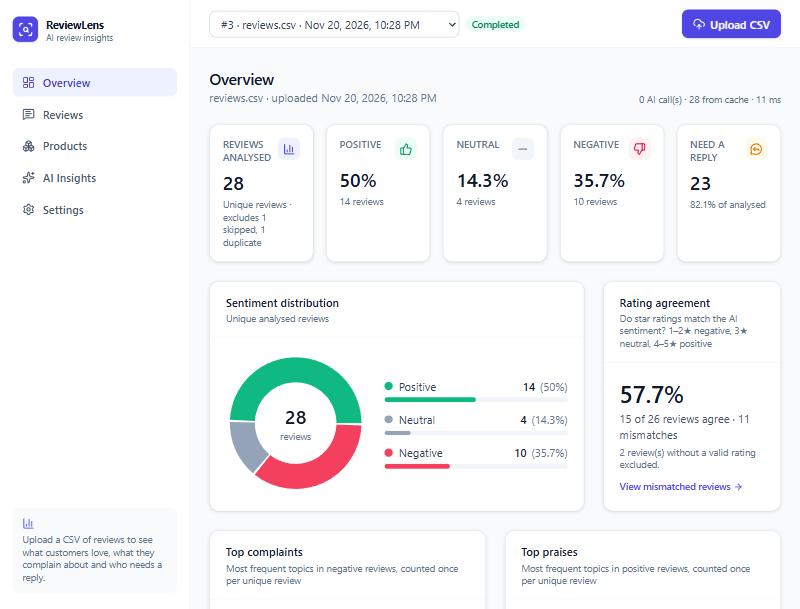 ReviewLens
AI review insights
Overview
Reviews
Products
AI Insights
Settings
Upload a CSV of reviews to see
what customers love, what they
complain about and who needs a
reply.
#3 · reviews.csv · Nov 20, 2026, 10:28 PM
Completed
Upload CSV
Overview
reviews.csv · uploaded Nov 20, 2026, 10:28 PM
0 AI call(s) · 28 from cache · 11 ms
REVIEWS
ANALYSED
28
Unique reviews ·
excludes 1
skipped, 1
duplicate
POSITIVE
50%
14 reviews
NEUTRAL
14.3%
4 reviews
NEGATIVE
35.7%
10 reviews
NEED A
REPLY
23
82.1% of analysed
Sentiment distribution
Unique analysed reviews
28
reviews
Positive 14 (50%)
Neutral 4 (14.3%)
Negative 10 (35.7%)
Rating agreement
Do star ratings match the AI
sentiment? 1–2★ negative, 3★
neutral, 4–5★ positive
57.7%
15 of 26 reviews agree · 11
mismatches
2 review(s) without a valid rating
excluded.
View mismatched reviews →
Top complaints
Most frequent topics in negative reviews, counted once
per unique review
Top praises
Most frequent topics in positive reviews, counted once
per unique review